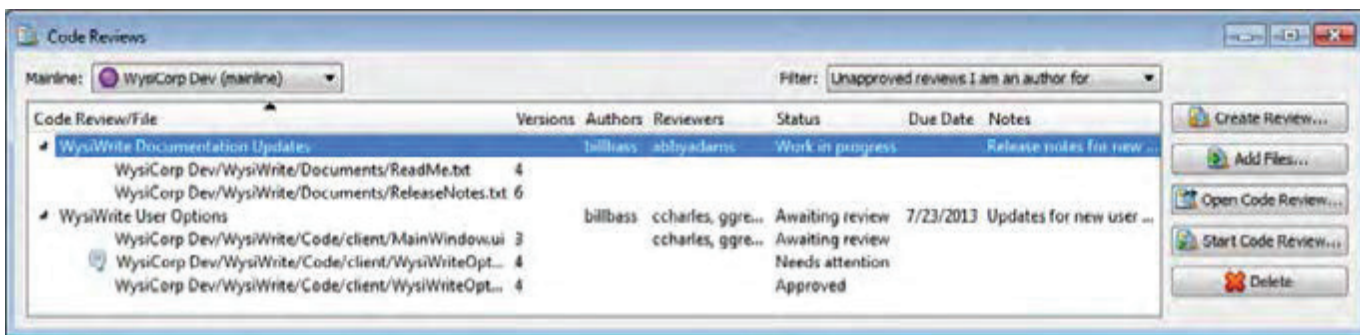 Code Reviews
Mainline: WysiCorp Dev (mainline) Filter: Unapproved reviews I am an author for
Code Review/File Versions Authors Reviewers Status Due Date Notes
WysiWrite Documentation Updates billbass abbyadams Work in progress Release notes for new ...
WysiCorp Dev/WysiWrite/Documents/ReadMe.txt 4
WysiCorp Dev/WysiWrite/Documents/ReleaseNotes.txt 6
WysiWrite User Options billbass ccharles, ggre... Awaiting review 7/23/2013 Updates for new user ...
WysiCorp Dev/WysiWrite/Code/client/MainWindow.ui 3 ccharles, ggre... Awaiting review
WysiCorp Dev/WysiWrite/Code/client/WysiWriteOpt... 4 Needs attention
WysiCorp Dev/WysiWrite/Code/client/WysiWriteOpt... 4 Approved
Create Review...
Add Files...
Open Code Review...
Start Code Review...
Delete